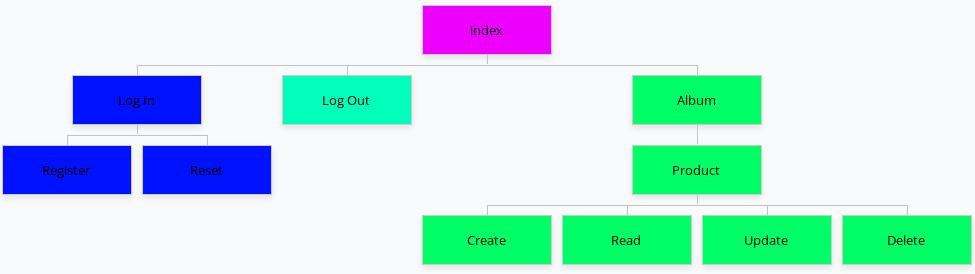 Index
Log In
Log Out
Album
Register
Reset
Product
Create
Read
Update
Delete